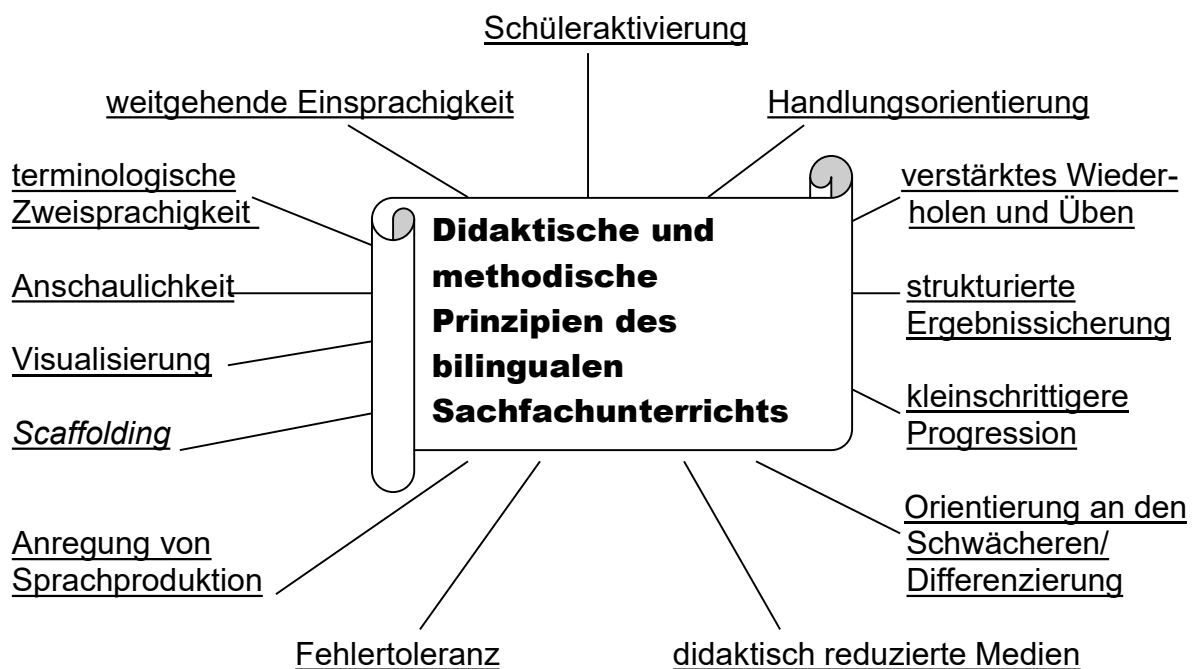 Schüleraktivierung
weitgehende Einsprachigkeit
Handlungsorientierung
terminologische
Zweisprachigkeit
verstärktes Wieder-
holen und Üben
Didaktische und
methodische
Prinzipien des
bilingualen
Sachfachunterrichts
Anschaulichkeit
strukturierte
Ergebnissicherung
Visualisierung
kleinschrittigere
Progression
Scaffolding
Orientierung an den
Schwächeren/
Differenzierung
Anregung von
Sprachproduktion
Fehlertoleranz
didaktisch reduzierte Medien